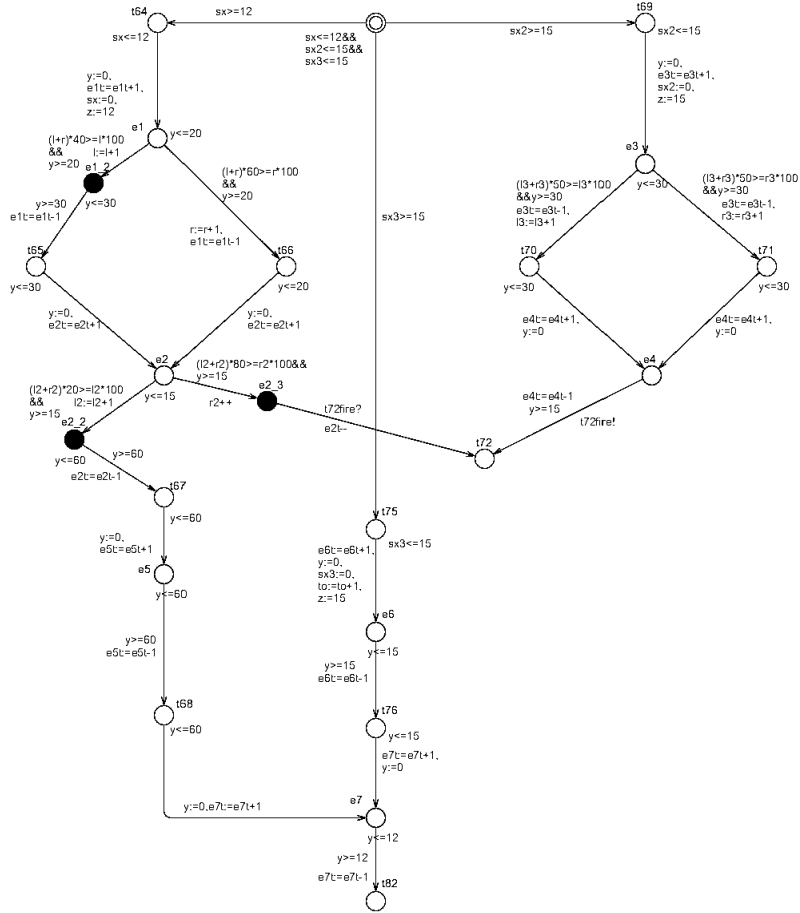 t64
sx>=12
sx<=12
sx<=12&&
sx2<=15&&
sx3<=15
t69
sx2>=15
sx2<=15
y:=0,
e1t:=e1t+1,
sx:=0,
z:=12
y:=0,
e3t:=e3t+1,
sx2:=0,
z:=15
e1
y<=20
(l+r)*40>=l*100
&& l:=l+1
y>=20
e1_2
y<=30
(l+r)*60>=r*100
&&
y>=20
e3
y<=30
(l3+r3)*50>=l3*100
&&y>=30
e3t:=e3t-1,
l3:=l3+1
(l3+r3)*50>=r3*100
&&y>=30
e3t:=e3t-1,
r3:=r3+1
y>=30
e1t:=e1t-1
r:=r+1,
e1t:=e1t-1
sx3>=15
t65
y<=30
t66
y<=20
t70
y<=30
t71
y<=30
y:=0,
e2t:=e2t+1
y:=0,
e2t:=e2t+1
e4t:=e4t+1,
y:=0
e4t:=e4t+1,
y:=0
e2
y<=15
(l2+r2)*80>=r2*100&&
y>=15
e2_3
r2++
e4
(l2+r2)*20>=l2*100
&& l2:=l2+1
y>=15
e2_2
y<=60
t72fire?
e2t--
e4t:=e4t-1
y>=15
t72fire!
t72
y>=60
e2t:=e2t-1
t67
y<=60
t75
sx3<=15
y:=0,
e5t:=e5t+1
e6t:=e6t+1,
y:=0,
sx3:=0,
to:=to+1,
z:=15
e5
y<=60
e6
y<=15
y>=60
e5t:=e5t-1
y>=15
e6t:=e6t-1
t68
y<=60
t76
y<=15
e7t:=e7t+1,
y:=0
y:=0,e7t:=e7t+1
e7
y<=12
y>=12
e7t:=e7t-1
t82